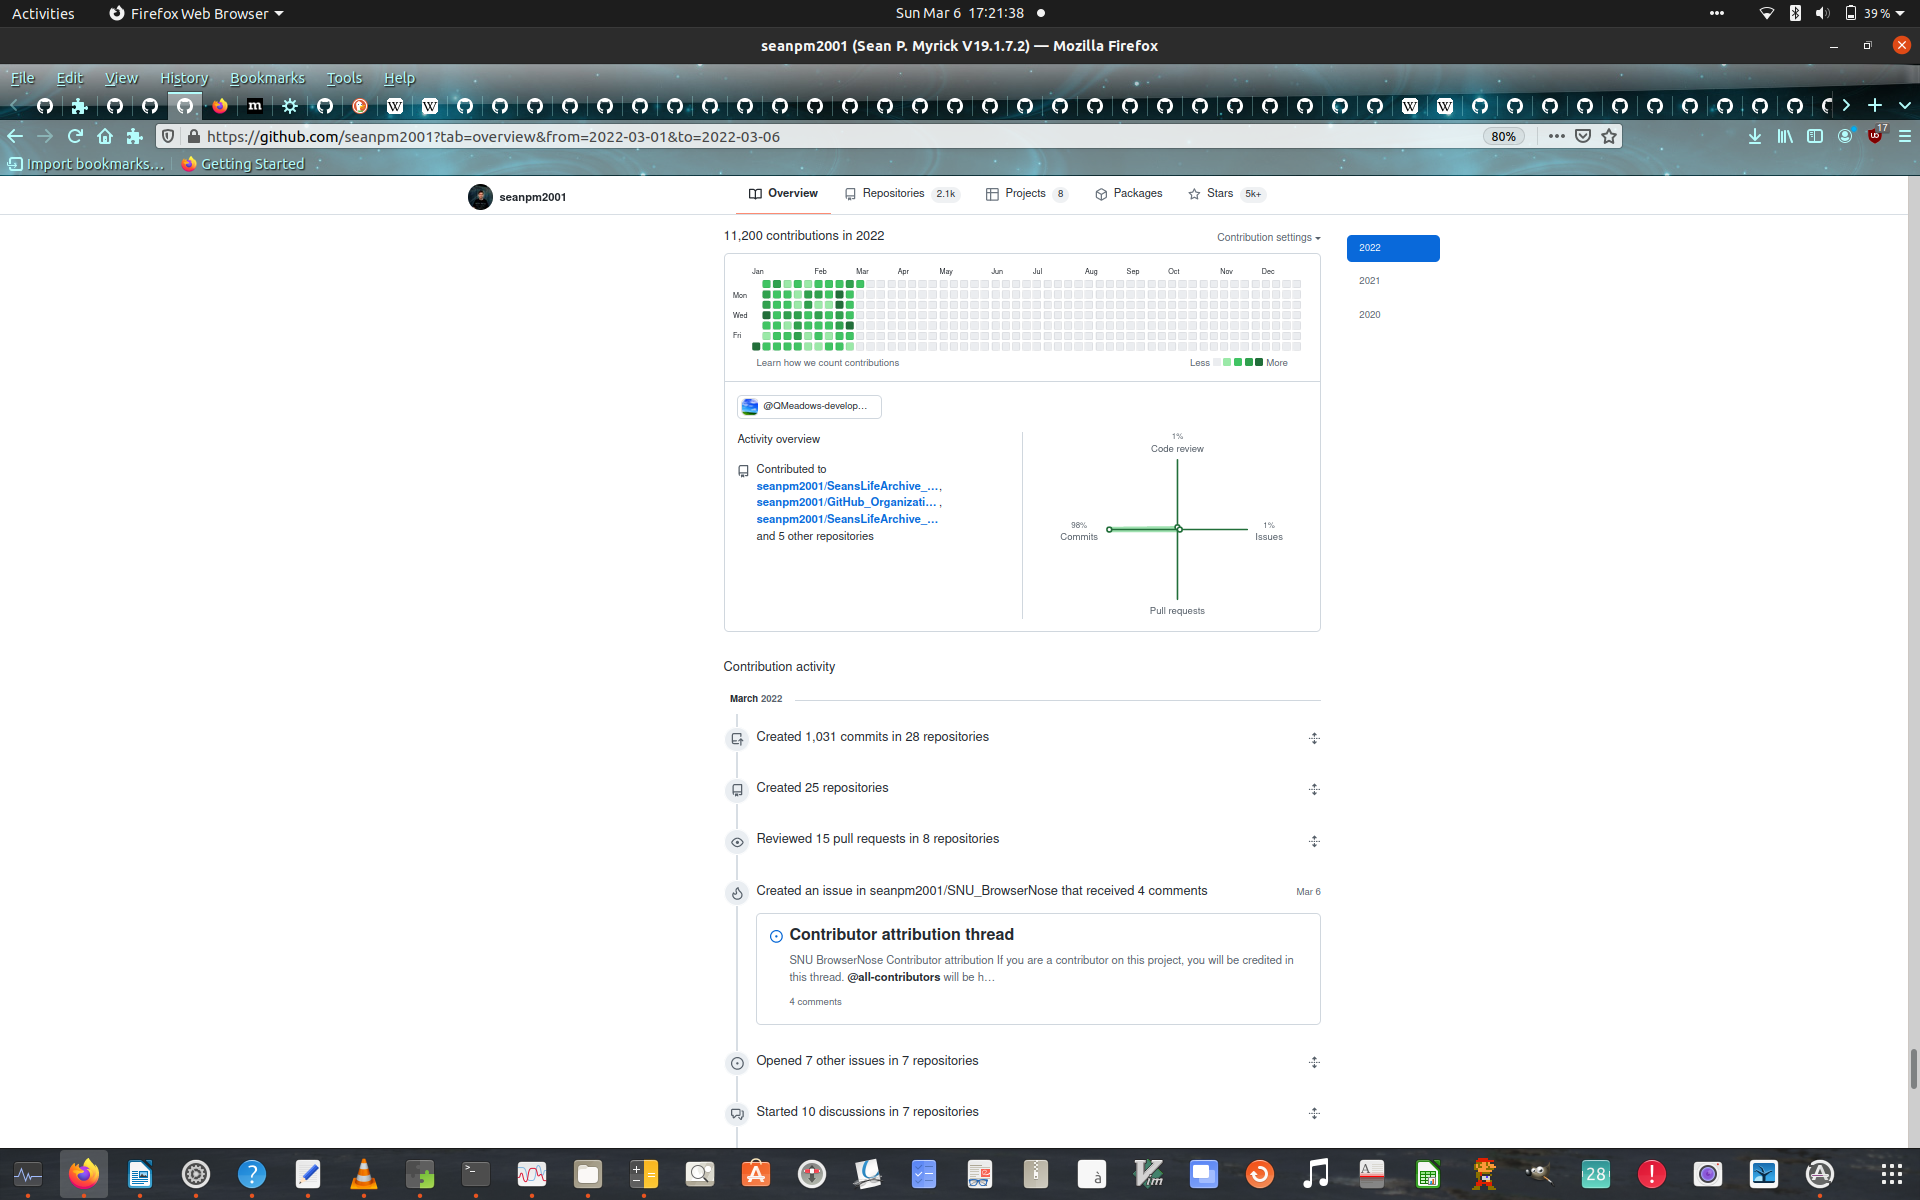 Activities
Firefox Web Browser
Sun Mar 6 17:21:38
39 %
seanpm2001 (Sean P. Myrick V19.1.7.2) — Mozilla Firefox
File Edit View History Bookmarks Tools Help
https://github.com/seanpm2001?tab=overview&from=2022-03-01&to=2022-03-06
80%
17
Import bookmarks…
Getting Started
seanpm2001
Overview
Repositories 2.1k
Projects 8
Packages
Stars 5k+
11,200 contributions in 2022
Contribution settings
2022
2021
2020
Jan Feb Mar Apr May Jun Jul Aug Sep Oct Nov Dec
Mon
Wed
Fri
Learn how we count contributions
Less More
@QMeadows-develop…
Activity overview
Contributed to
seanpm2001/SeansLifeArchive_…,
seanpm2001/GitHub_Organizati… ,
seanpm2001/SeansLifeArchive_…
and 5 other repositories
1%
Code review
98%
Commits
1%
Issues
Pull requests
Contribution activity
March 2022
Created 1,031 commits in 28 repositories
Created 25 repositories
Reviewed 15 pull requests in 8 repositories
Created an issue in seanpm2001/SNU_BrowserNose that received 4 comments
Mar 6
Contributor attribution thread
SNU BrowserNose Contributor attribution If you are a contributor on this project, you will be credited in
this thread. @all-contributors will be h…
4 comments
Opened 7 other issues in 7 repositories
Started 10 discussions in 7 repositories
28